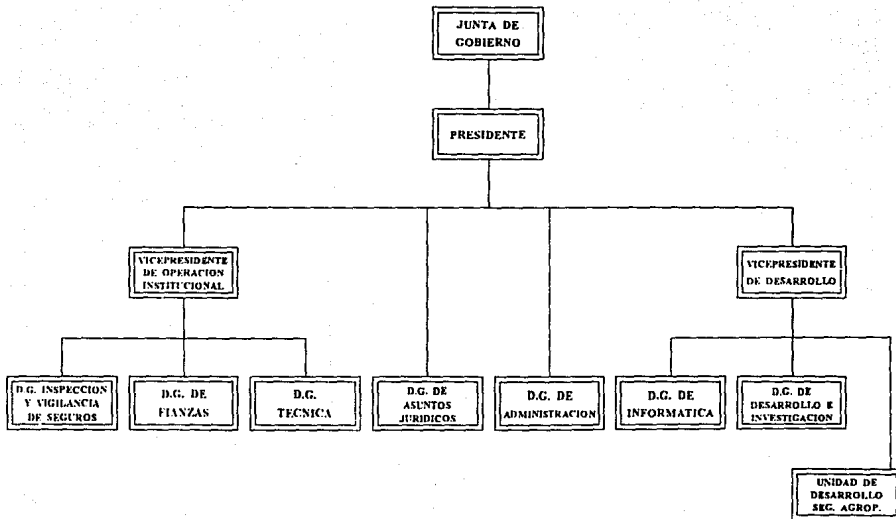 JUNTA DE
GOBIERNO
PRESIDENTE
VICEPRESIDENTE
DE OPERACION
INSTITUCIONAL
VICEPRESIDENTE
DE DESARROLLO
D.G. INSPECCION
Y VIGILANCIA
DE SEGUROS
D.G. DE
FIANZAS
D.G.
TECNICA
D.G. DE
ASUNTOS
JURIDICOS
D.G. DE
ADMINISTRACION
D.G. DE
INFORMATICA
D.G. DE
DESARROLLO E
INVESTIGACION
UNIDAD DE
DESARROLLO
SEG. AGROP.